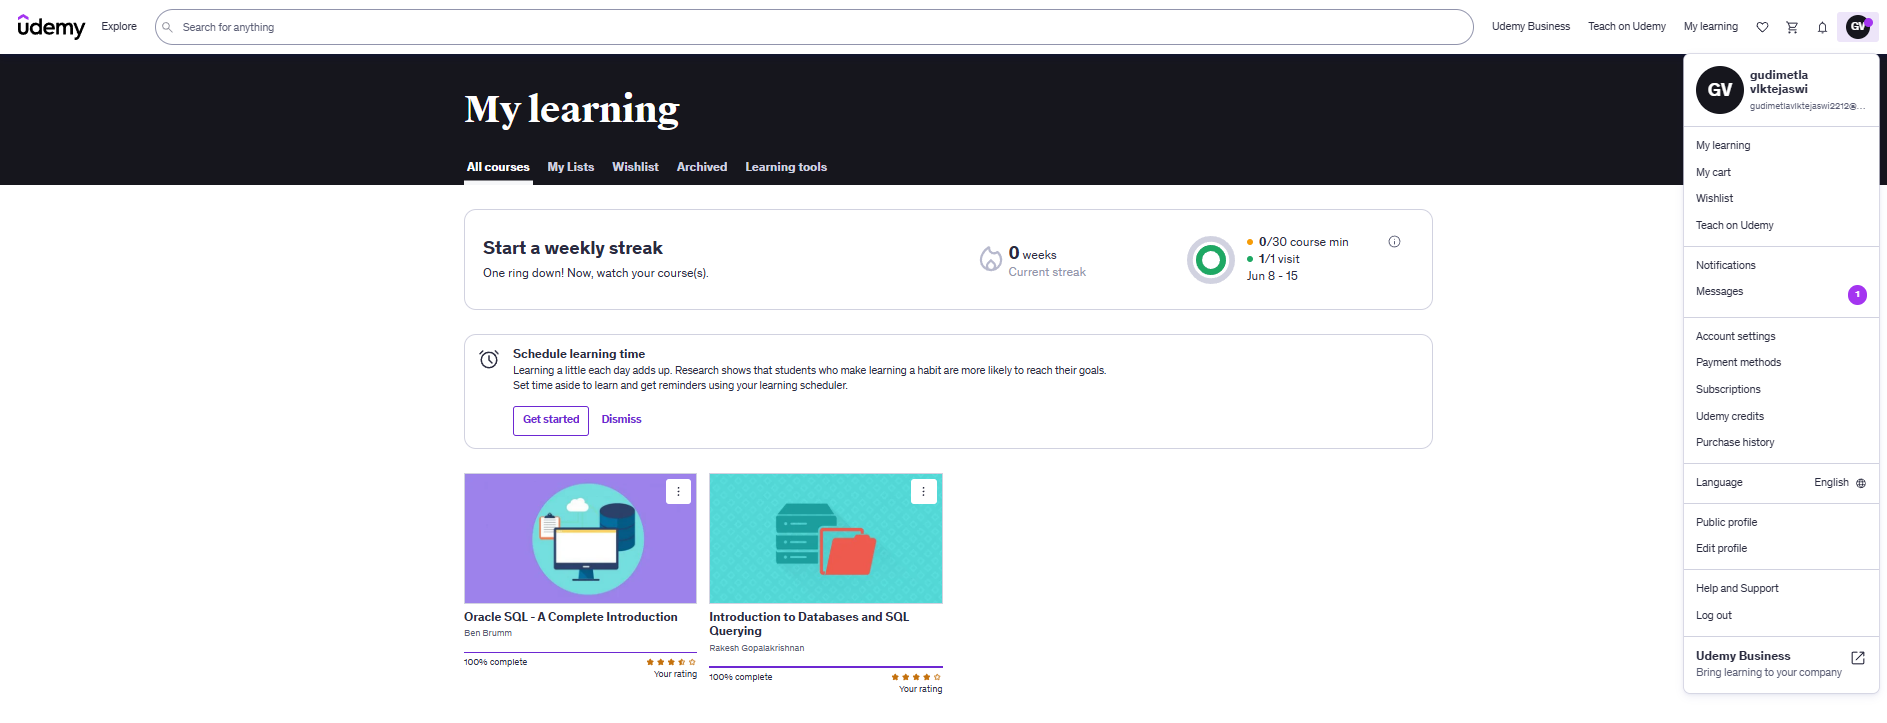 udemy
Explore
Search for anything
Udemy Business
Teach on Udemy
My learning
GV
My learning
All courses
My Lists
Wishlist
Archived
Learning tools
Start a weekly streak
One ring down! Now, watch your course(s).
0 weeks
Current streak
0/30 course min
1/1 visit
Jun 8 - 15
Schedule learning time
Learning a little each day adds up. Research shows that students who make learning a habit are more likely to reach their goals.
Set time aside to learn and get reminders using your learning scheduler.
Get started
Dismiss
Oracle SQL - A Complete Introduction
Ben Brumm
100% complete
Your rating
Introduction to Databases and SQL
Querying
Rakesh Gopalakrishnan
100% complete
Your rating
GV
gudimetla
vlktejaswi
gudimetlavlktejaswi2212@...
My learning
My cart
Wishlist
Teach on Udemy
Notifications
Messages
1
Account settings
Payment methods
Subscriptions
Udemy credits
Purchase history
Language
English
Public profile
Edit profile
Help and Support
Log out
Udemy Business
Bring learning to your company